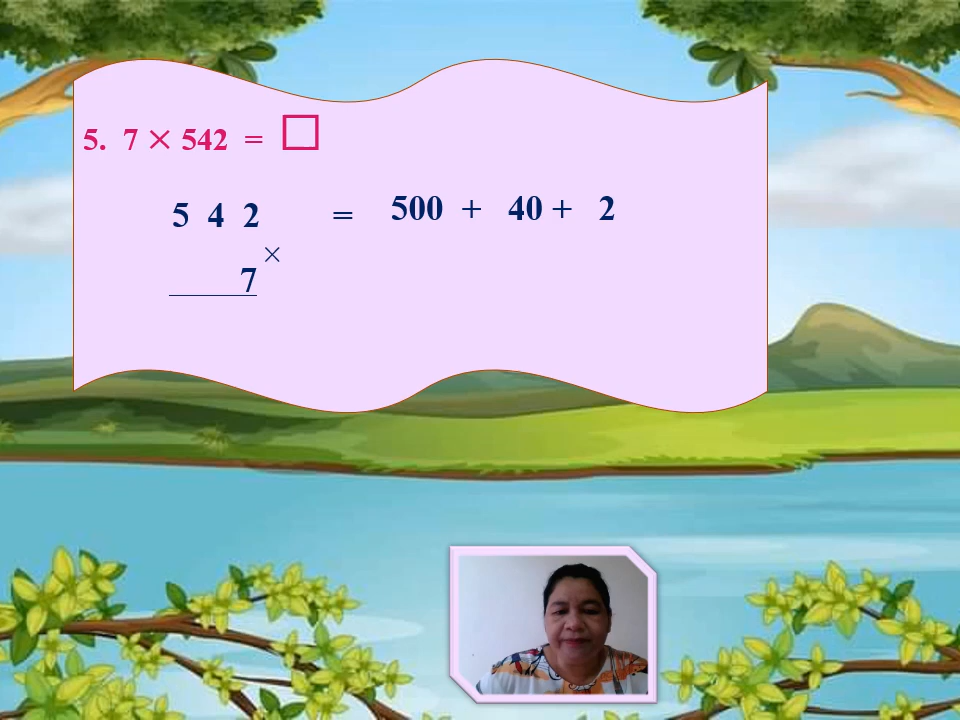 5. 7 × 542 = □
5 4 2 = 500 + 40 + 2
×
7